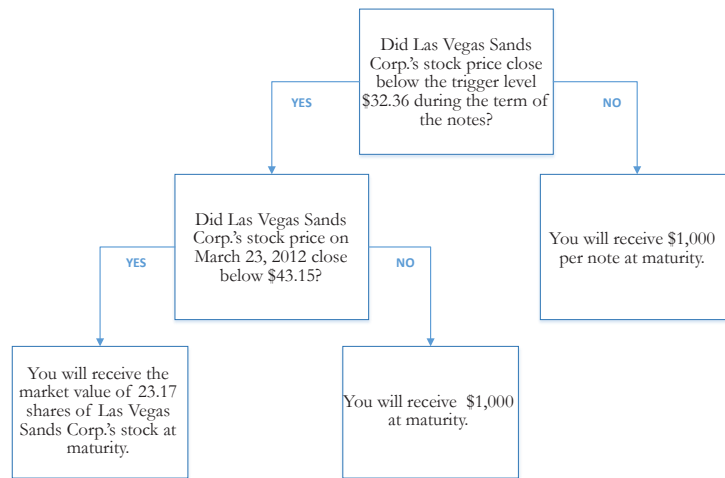 Did Las Vegas Sands
Corp.'s stock price close
below the trigger level
$32.36 during the term of
the notes?
YES
NO
Did Las Vegas Sands
Corp.'s stock price on
March 23, 2012 close
below $43.15?
You will receive $1,000
per note at maturity.
YES
NO
You will receive the
market value of 23.17
shares of Las Vegas
Sands Corp.'s stock at
maturity.
You will receive $1,000
at maturity.